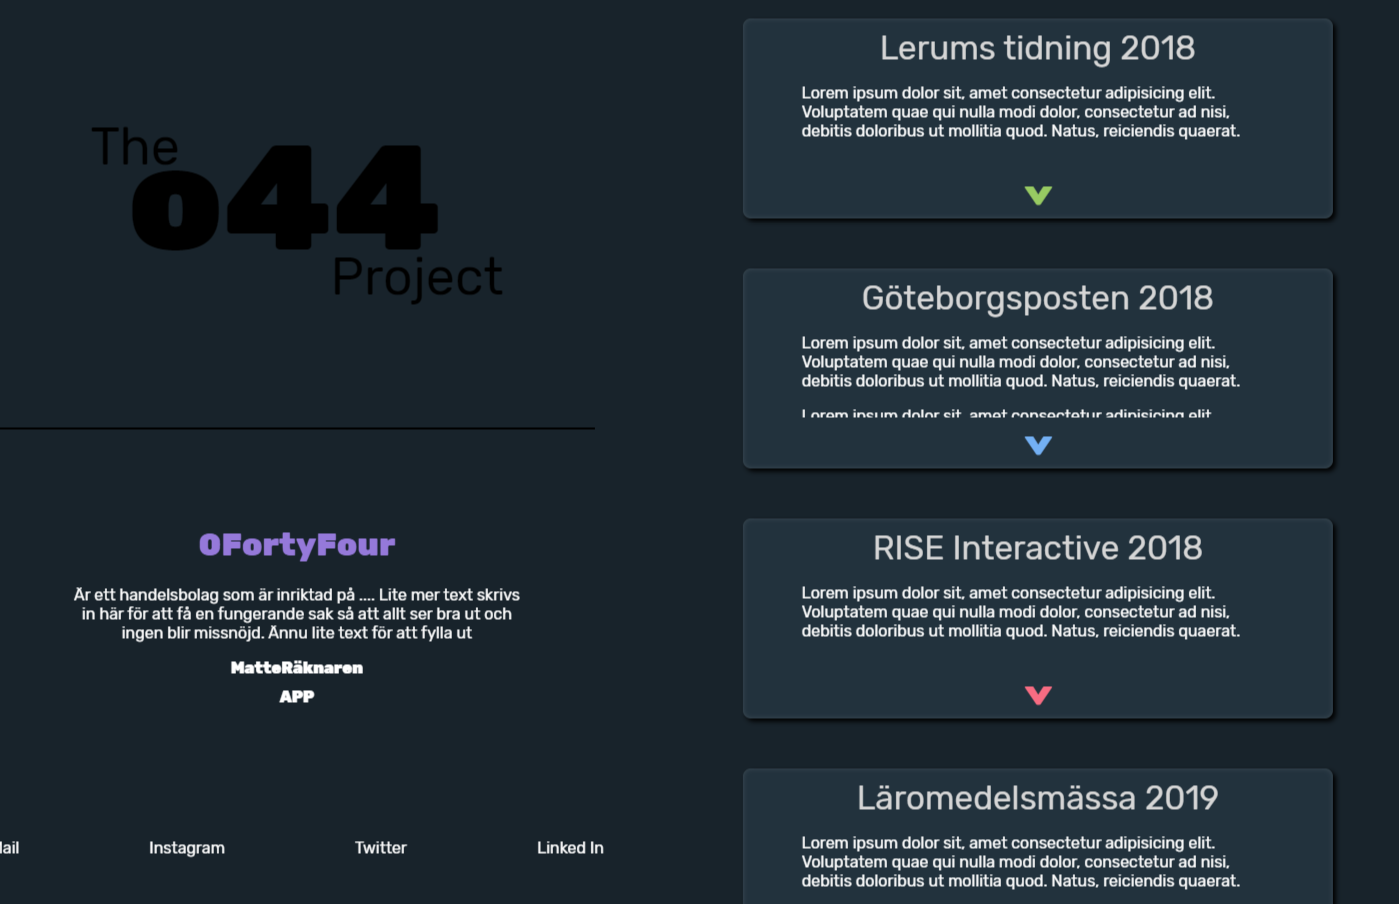 The
o44
Project
OFortyFour
Är ett handelsbolag som är inriktad på .... Lite mer text skrivs
in här för att få en fungerande sak så att allt ser bra ut och
ingen blir missnöjd. Ännu lite text för att fylla ut
MatteRäknaren
APP
Instagram
Twitter
Linked In
Lerums tidning 2018
Lorem ipsum dolor sit, amet consectetur adipisicing elit.
Voluptatem quae qui nulla modi dolor, consectetur ad nisi,
debitis doloribus ut mollitia quod. Natus, reiciendis quaerat.
Göteborgsposten 2018
Lorem ipsum dolor sit, amet consectetur adipisicing elit.
Voluptatem quae qui nulla modi dolor, consectetur ad nisi,
debitis doloribus ut mollitia quod. Natus, reiciendis quaerat.
Lorem ipsum dolor sit, amet consectetur adipisicing elit.
RISE Interactive 2018
Lorem ipsum dolor sit, amet consectetur adipisicing elit.
Voluptatem quae qui nulla modi dolor, consectetur ad nisi,
debitis doloribus ut mollitia quod. Natus, reiciendis quaerat.
Läromedelsmässa 2019
Lorem ipsum dolor sit, amet consectetur adipisicing elit.
Voluptatem quae qui nulla modi dolor, consectetur ad nisi,
debitis doloribus ut mollitia quod. Natus, reiciendis quaerat.